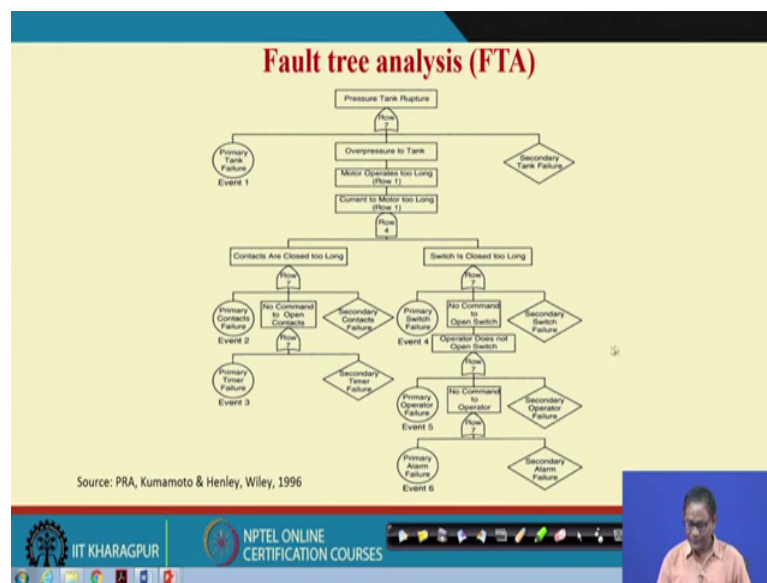 Fault tree analysis (FTA)
Pressure Tank Rupture
Row
7
Primary
Tank
Failure
Event 1
Overpressure to Tank
Secondary
Tank Failure
Motor Operates too Long
(Row 1)
Current to Motor too Long
(Row 1)
Row
4
Contacts Are Closed too Long
Switch Is Closed too Long
Row
7
Row
7
Primary
Contacts
Failure
Event 2
No Command
to Open
Contacts
Secondary
Contacts
Failure
Primary
Switch
Failure
Event 4
No Command
to
Open Switch
Secondary
Switch
Failure
Operator Does not
Open Switch
Row
7
Row
7
Primary
Timer
Failure
Event 3
Secondary
Timer
Failure
Primary
Operator
Failure
Event 5
No Command
to
Operator
Secondary
Operator
Failure
Row
7
Primary
Alarm
Failure
Event 6
Secondary
Alarm
Failure
Source: PRA, Kumamoto & Henley, Wiley, 1996
IIT KHARAGPUR
NPTEL ONLINE
CERTIFICATION COURSES